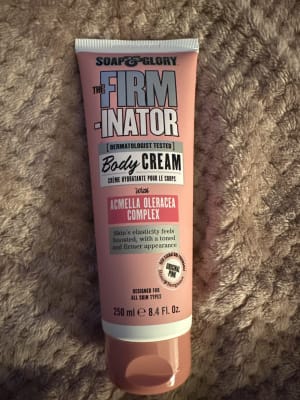 SOAP&GLORY
THE FIRM
-INATOR
[DERMATOLOGIST TESTED]
Body CREAM
CRÈME HYDRATANTE POUR LE CORPS
With
ACMELLA OLERACEA
COMPLEX
Skin's elasticity feels
boosted, with a toned
and firmer appearance
ORIGINAL
PINK
DESIGNED FOR
ALL SKIN TYPES
250 ml e 8.4 fl. Oz.